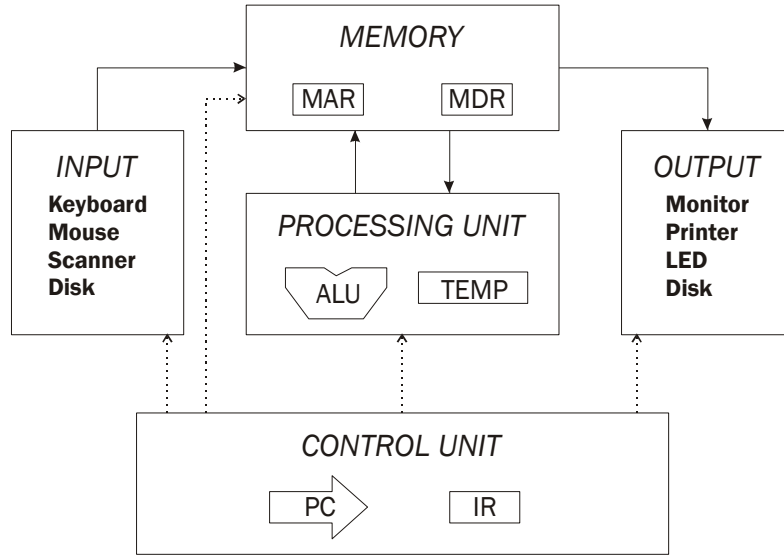 MEMORY
MAR
MDR
INPUT
Keyboard
Mouse
Scanner
Disk
PROCESSING UNIT
ALU
TEMP
OUTPUT
Monitor
Printer
LED
Disk
CONTROL UNIT
PC
IR